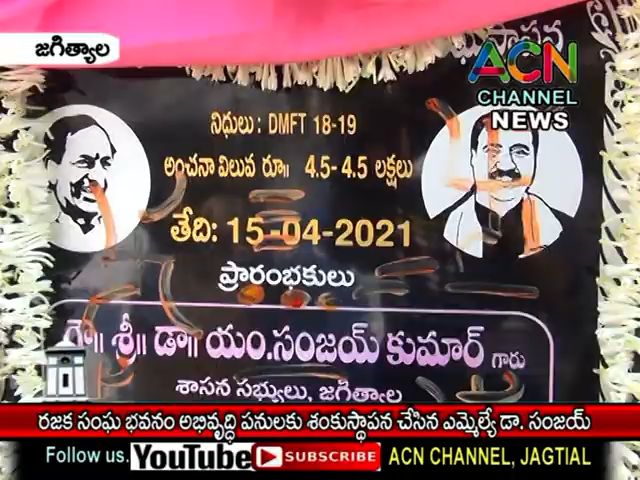 జగిత్యాల
ACN
CHANNEL
NEWS
నిధులు : DMFT 18-19
అంచనా విలువ రూ॥ 4.5- 4.5 లక్షలు
తేది: 15-04-2021
ప్రారంభకులు
గౌ॥ శ్రీ॥ డా॥ యం.సంజయ్ కుమార్ గారు
శాసన సభ్యులు, జగిత్యాల
రజక సంఘ భవనం అభివృద్ధి పనులకు శంకుస్థాపన చేసిన ఎమ్మెల్యే డా. సంజయ్
Follow us. YouTube SUBSCRIBE ACN CHANNEL, JAGTIAL